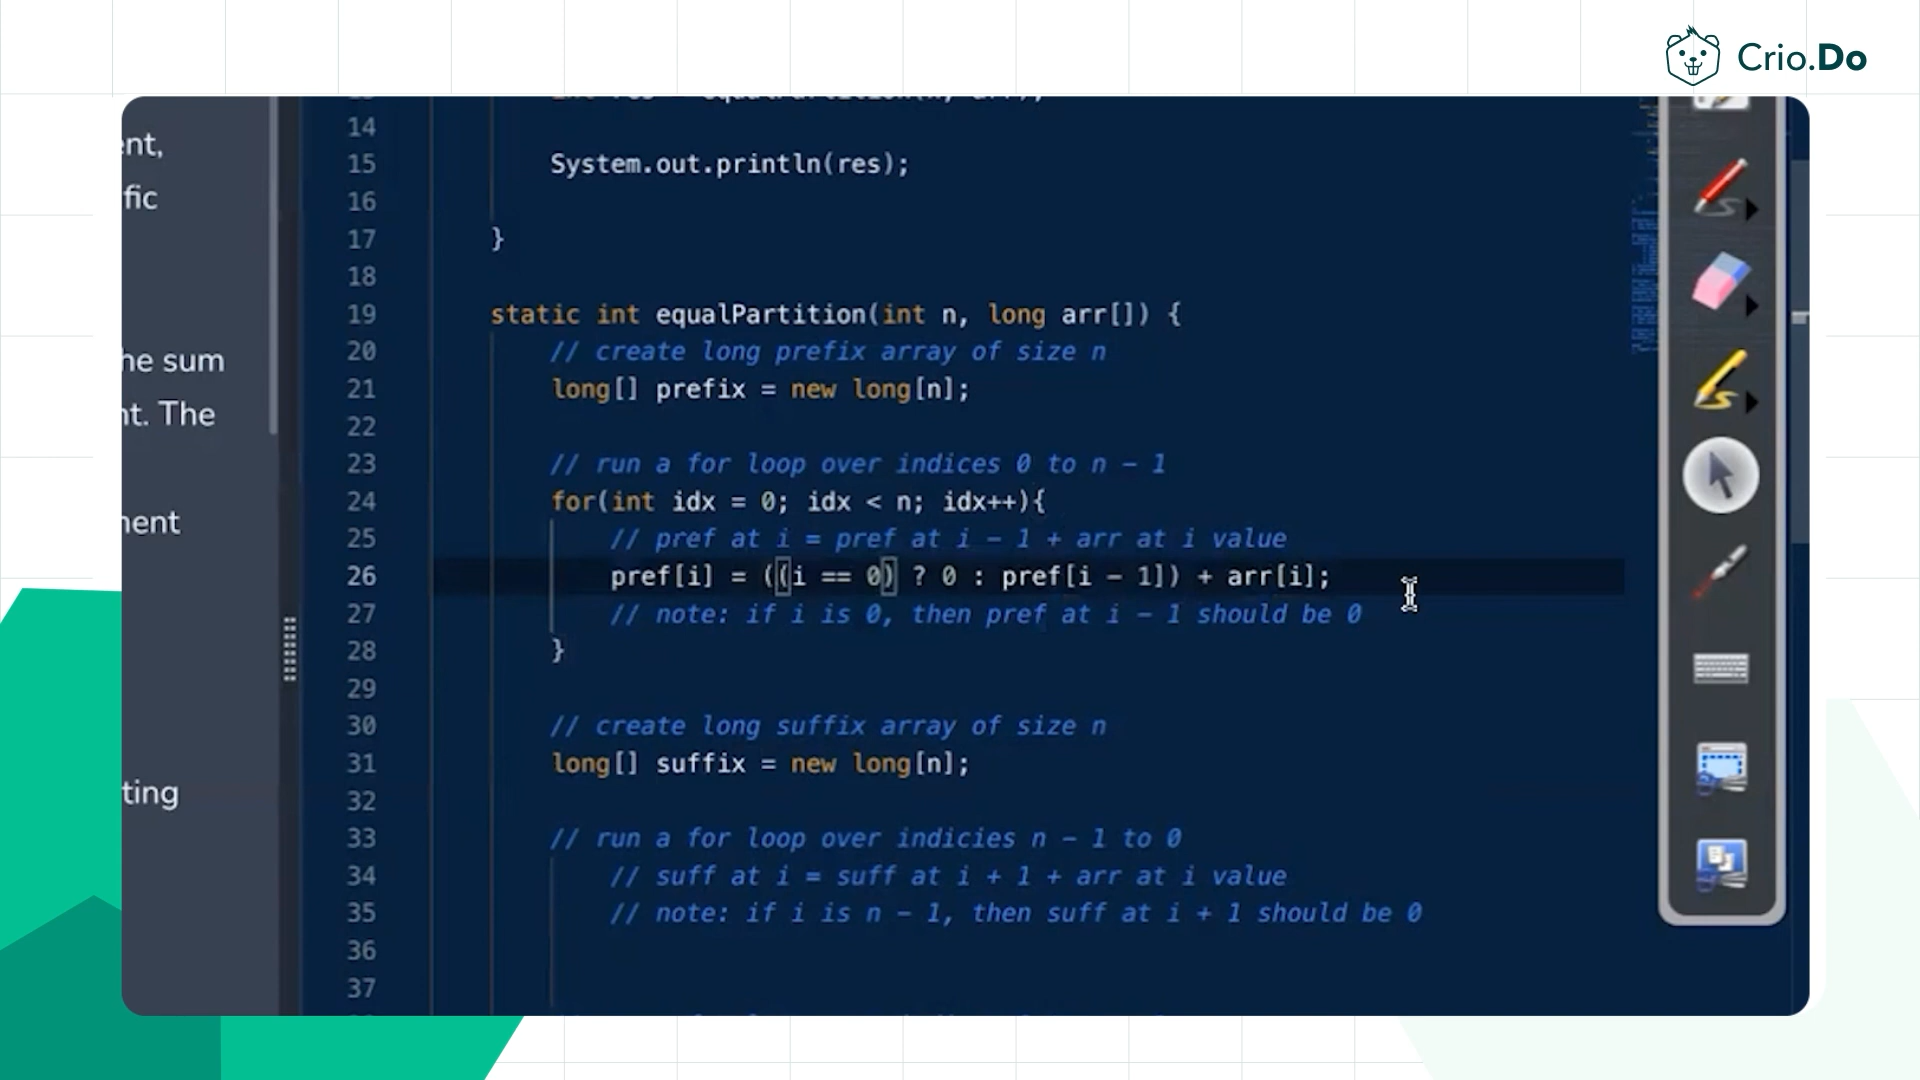 Crio.Do
ent,
fic
he sum
nt. The
ment
ting
14
15 System.out.println(res);
16
17 }
18
19 static int equalPartition(int n, long arr[]) {
20 // create long prefix array of size n
21 long[] prefix = new long[n];
22
23 // run a for loop over indices 0 to n - 1
24 for(int idx = 0; idx < n; idx++){
25 // pref at i = pref at i - 1 + arr at i value
26 pref[i] = ((i == 0) ? 0 : pref[i - 1]) + arr[i];
27 // note: if i is 0, then pref at i - 1 should be 0
28 }
29
30 // create long suffix array of size n
31 long[] suffix = new long[n];
32
33 // run a for loop over indicies n - 1 to 0
34 // suff at i = suff at i + 1 + arr at i value
35 // note: if i is n - 1, then suff at i + 1 should be 0
36
37